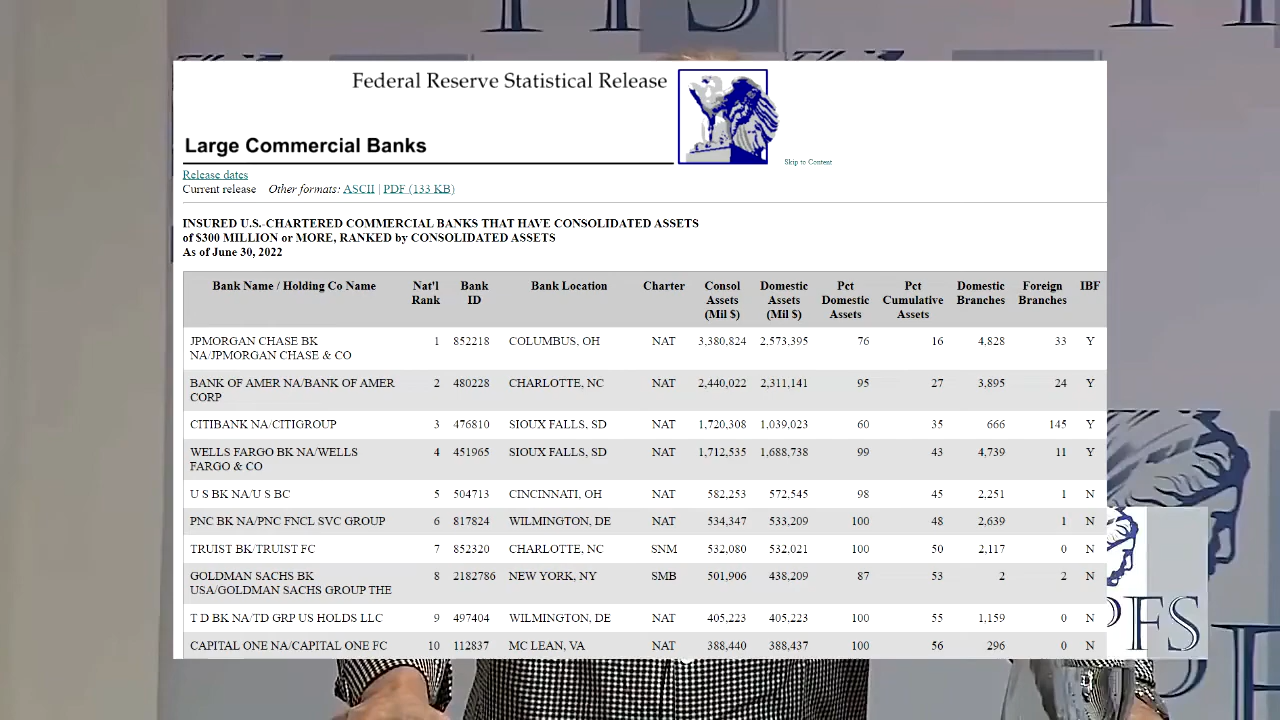 Federal Reserve Statistical Release
Large Commercial Banks
Skip to Content
Release dates
Current release Other formats: ASCII | PDF (133 KB)
INSURED U.S.-CHARTERED COMMERCIAL BANKS THAT HAVE CONSOLIDATED ASSETS
of $300 MILLION or MORE, RANKED by CONSOLIDATED ASSETS
As of June 30, 2022
Bank Name / Holding Co Name Nat'l Rank Bank ID Bank Location Charter Consol Assets (Mil $) Domestic Assets (Mil $) Pct Domestic Assets Pct Cumulative Assets Domestic Branches Foreign Branches IBF
JPMORGAN CHASE BK 1 852218 COLUMBUS, OH NAT 3,380,824 2,573,395 76 16 4,828 33 Y
NA/JPMORGAN CHASE & CO
BANK OF AMER NA/BANK OF AMER 2 480228 CHARLOTTE, NC NAT 2,440,022 2,311,141 95 27 3,895 24 Y
CORP
CITIBANK NA/CITIGROUP 3 476810 SIOUX FALLS, SD NAT 1,720,308 1,039,023 60 35 666 145 Y
WELLS FARGO BK NA/WELLS 4 451965 SIOUX FALLS, SD NAT 1,712,535 1,688,738 99 43 4,739 11 Y
FARGO & CO
U S BK NA/U S BC 5 504713 CINCINNATI, OH NAT 582,253 572,545 98 45 2,251 1 N
PNC BK NA/PNC FNCL SVC GROUP 6 817824 WILMINGTON, DE NAT 534,347 533,209 100 48 2,639 1 N
TRUIST BK/TRUIST FC 7 852320 CHARLOTTE, NC SNM 532,080 532,021 100 50 2,117 0 N
GOLDMAN SACHS BK 8 2182786 NEW YORK, NY SMB 501,906 438,209 87 53 2 2 N
USA/GOLDMAN SACHS GROUP THE
T D BK NA/TD GRP US HOLDS LLC 9 497404 WILMINGTON, DE NAT 405,223 405,223 100 55 1,159 0 N
CAPITAL ONE NA/CAPITAL ONE FC 10 112837 MC LEAN, VA NAT 388,440 388,437 100 56 296 0 N
PFS